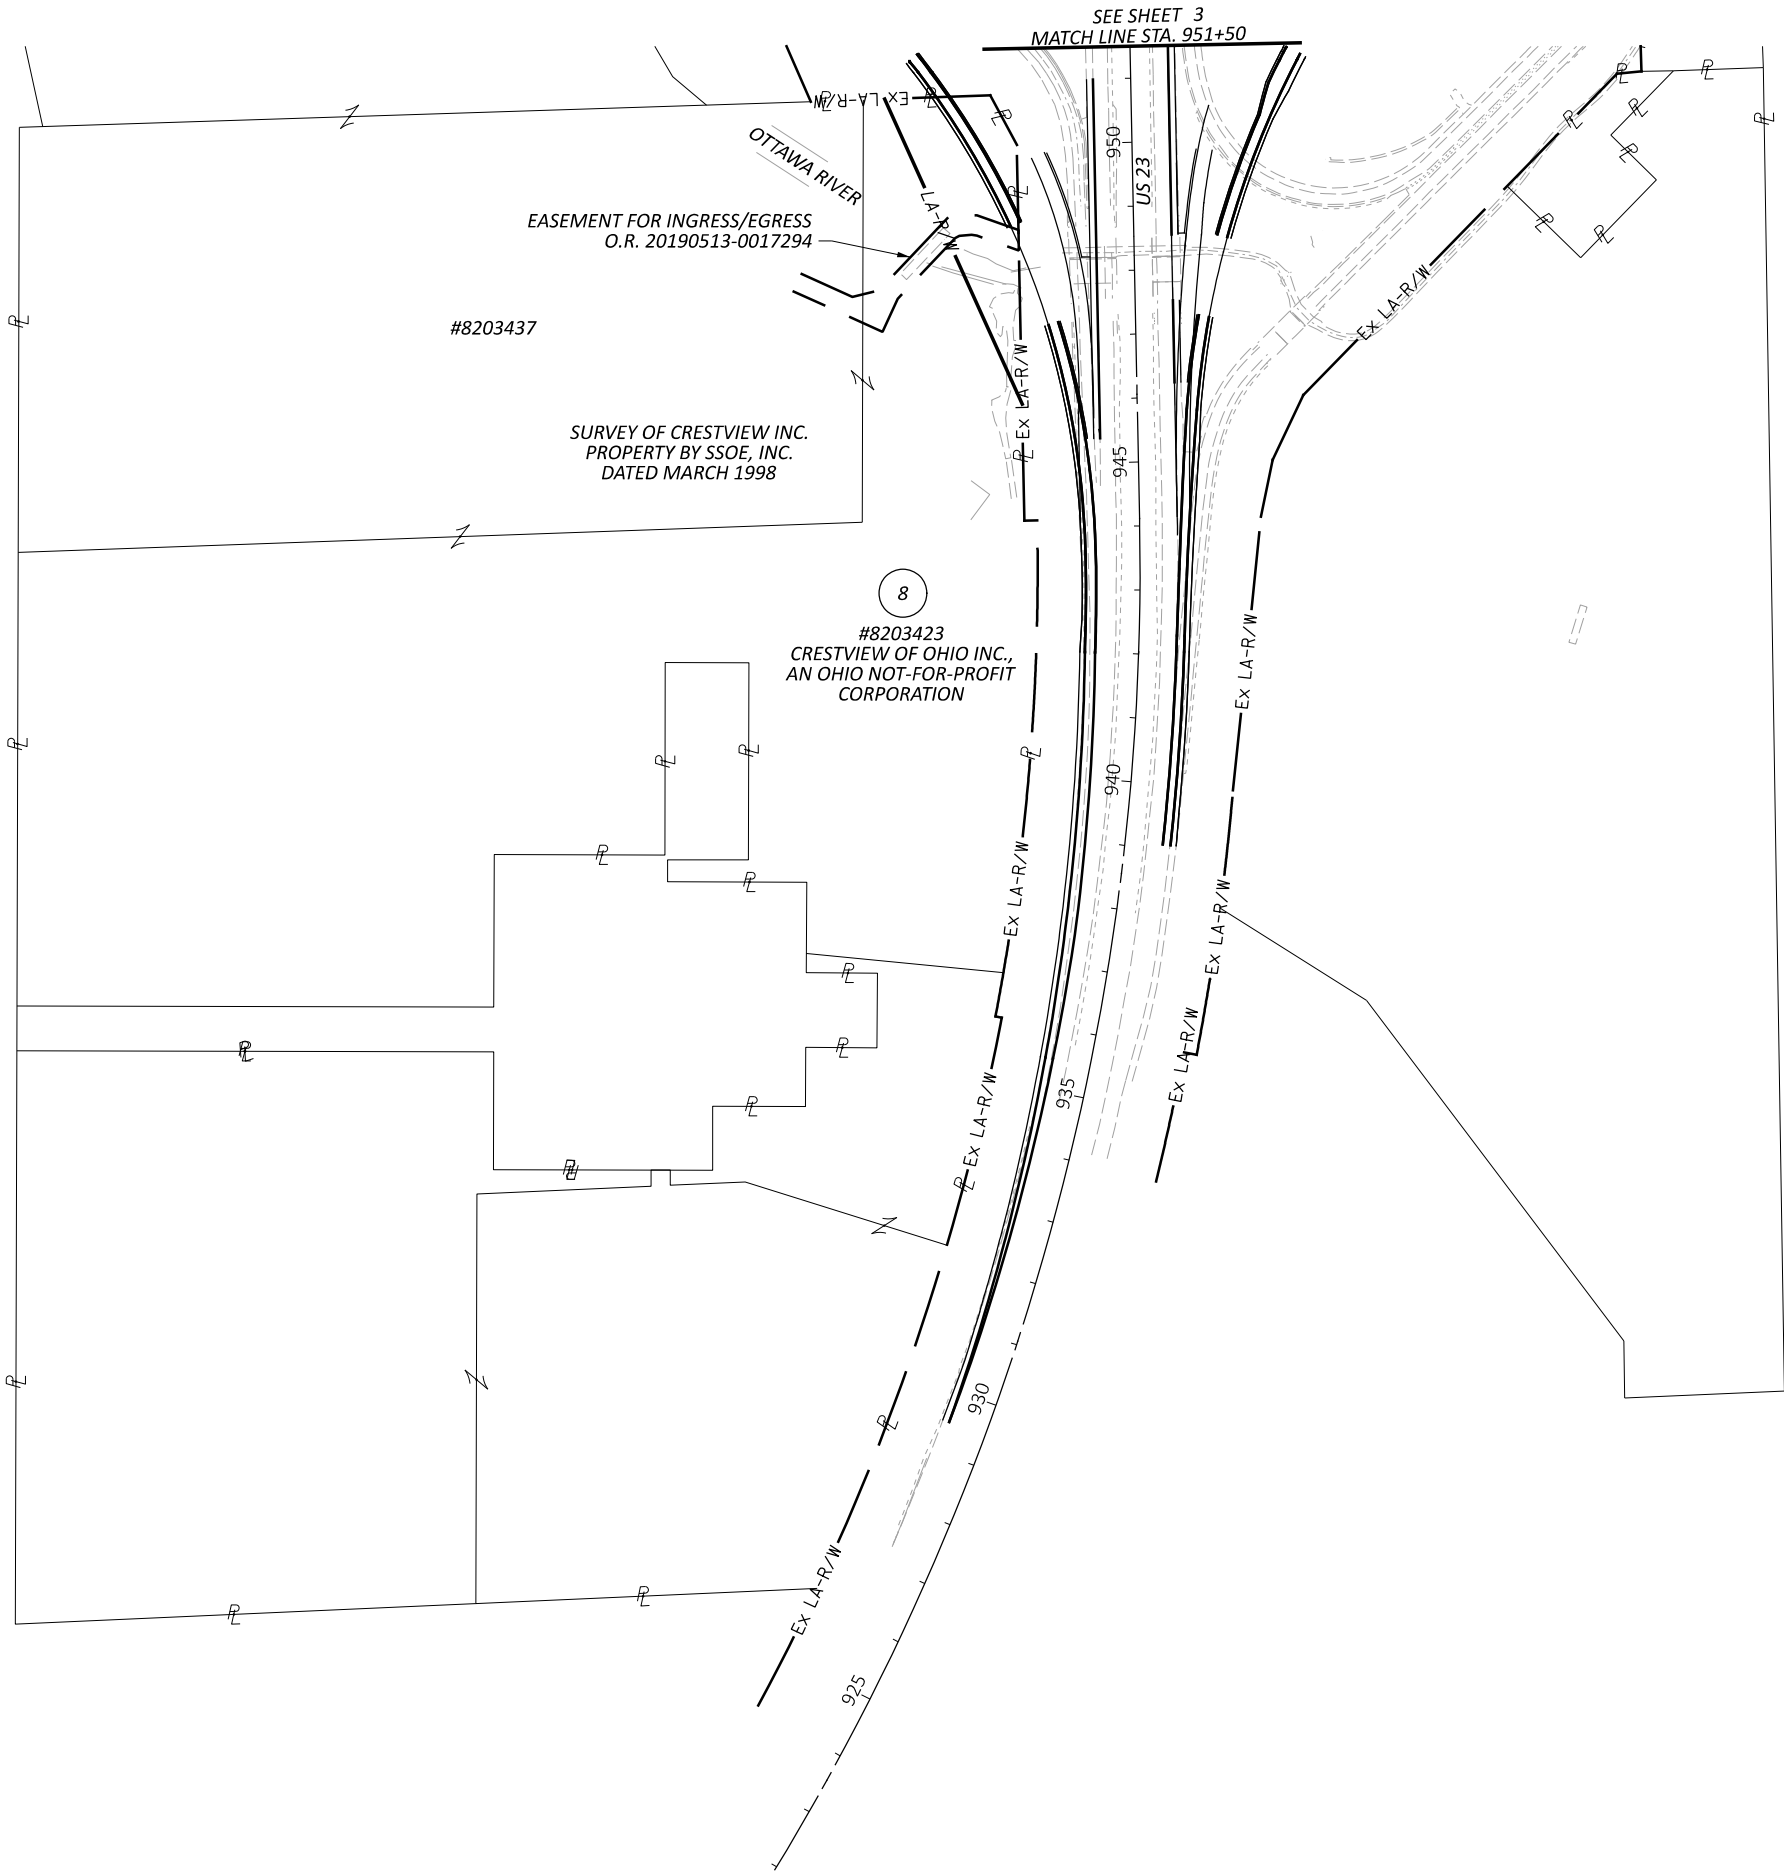 SEE SHEET 3
MATCH LINE STA. 951+50
Ex LA-R/W
OTTAWA RIVER
950
US 23
EASEMENT FOR INGRESS/EGRESS
O.R. 20190513-0017294
LA-R/W
#8203437
Ex LA-R/W
Ex LA-R/W
SURVEY OF CRESTVIEW INC.
PROPERTY BY SSOE, INC.
DATED MARCH 1998
945
8
#8203423
CRESTVIEW OF OHIO INC.,
AN OHIO NOT-FOR-PROFIT
CORPORATION
Ex LA-R/W
940
Ex LA-R/W
Ex LA-R/W
Ex LA-R/W
935
Ex LA-R/W
930
Ex LA-R/W
925